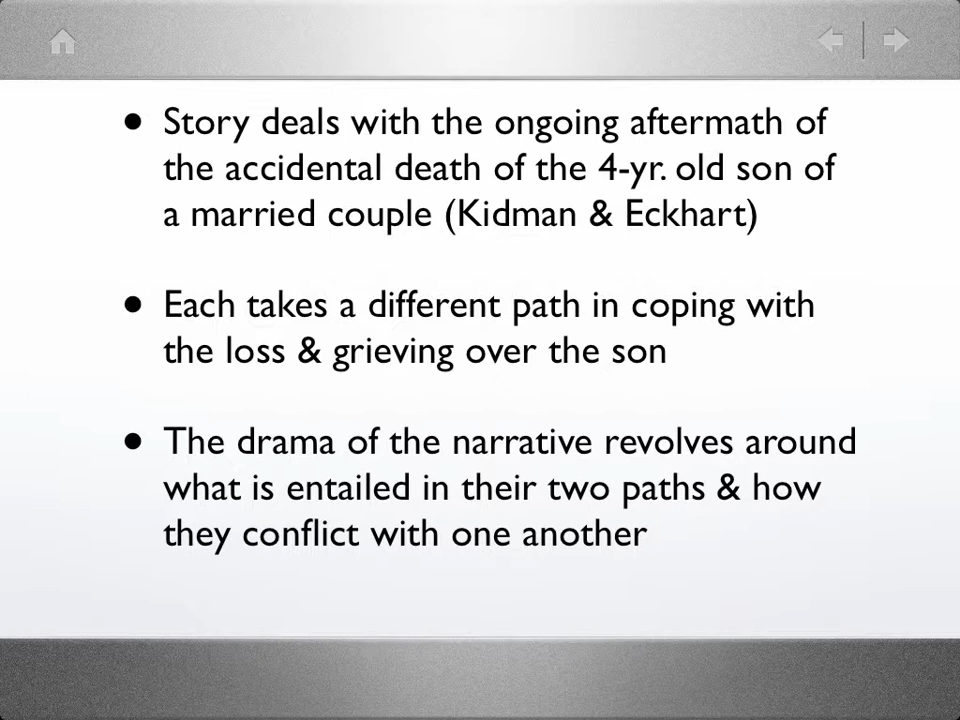 • Story deals with the ongoing aftermath of
the accidental death of the 4-yr. old son of
a married couple (Kidman & Eckhart)
• Each takes a different path in coping with
the loss & grieving over the son
• The drama of the narrative revolves around
what is entailed in their two paths & how
they conflict with one another